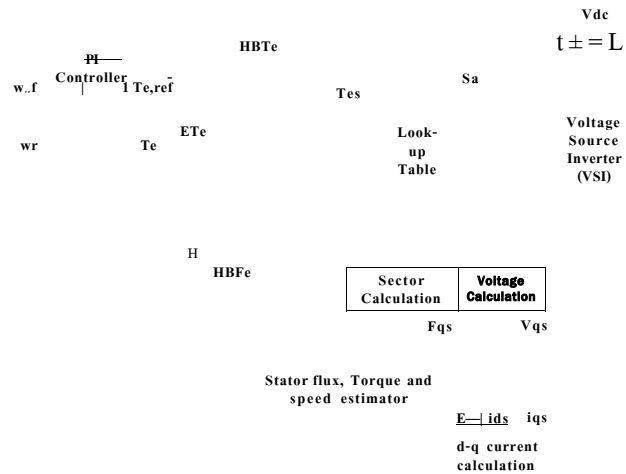 Vdc
t ± = L
HBTe
PI
Controller
w..f | 1 Te,ref
Sa
Tes
ETe
wr Te
Look-
up
Table
Voltage
Source
Inverter
(VSI)
H
HBFe
Sector
Calculation
Voltage
Calculation
Fqs Vqs
Stator flux, Torque and
speed estimator
E—| ids iqs
d-q current
calculation